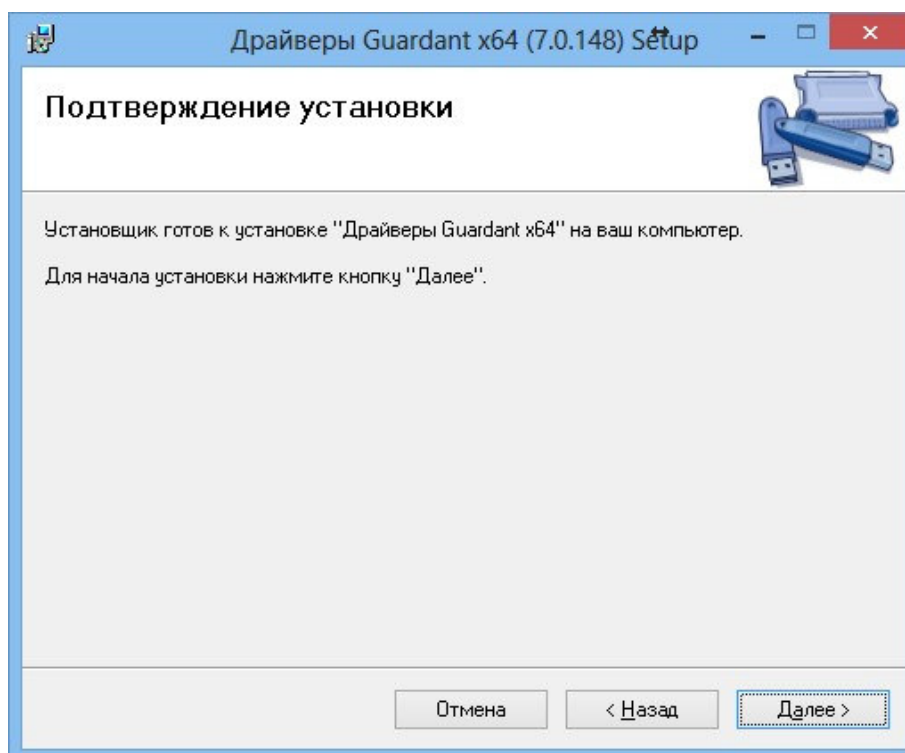 Драйверы Guardant x64 (7.0.148) Setup
Подтверждение установки
Установщик готов к установке "Драйверы Guardant x64" на ваш компьютер.
Для начала установки нажмите кнопку "Далее".
Отмена
< Назад
Далее >